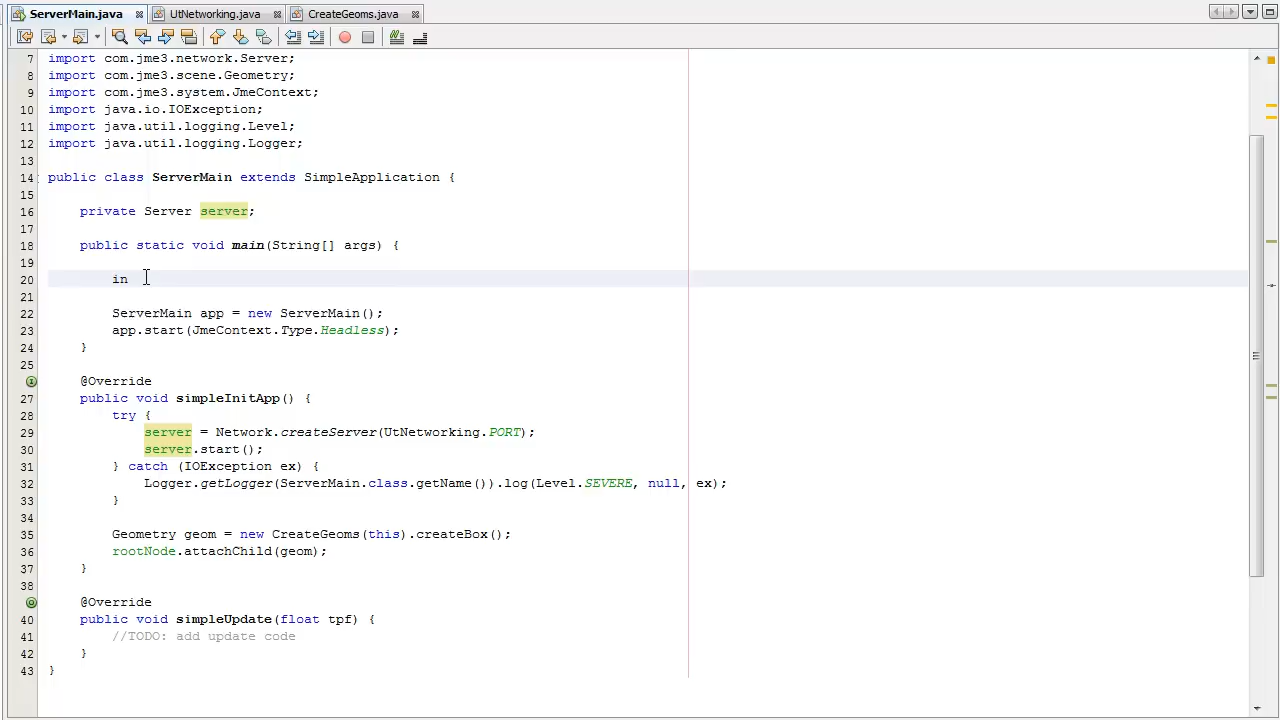 ServerMain.java UtNetworking.java CreateGeoms.java
7 import com.jme3.network.Server;
8 import com.jme3.scene.Geometry;
9 import com.jme3.system.JmeContext;
10 import java.io.IOException;
11 import java.util.logging.Level;
12 import java.util.logging.Logger;
13
14 public class ServerMain extends SimpleApplication {
15
16 private Server server;
17
18 public static void main(String[] args) {
19
20 in
21
22 ServerMain app = new ServerMain();
23 app.start(JmeContext.Type.Headless);
24 }
25
@Override
27 public void simpleInitApp() {
28 try {
29 server = Network.createServer(UtNetworking.PORT);
30 server.start();
31 } catch (IOException ex) {
32 Logger.getLogger(ServerMain.class.getName()).log(Level.SEVERE, null, ex);
33 }
34
35 Geometry geom = new CreateGeoms(this).createBox();
36 rootNode.attachChild(geom);
37 }
38
@Override
40 public void simpleUpdate(float tpf) {
41 //TODO: add update code
42 }
43 }